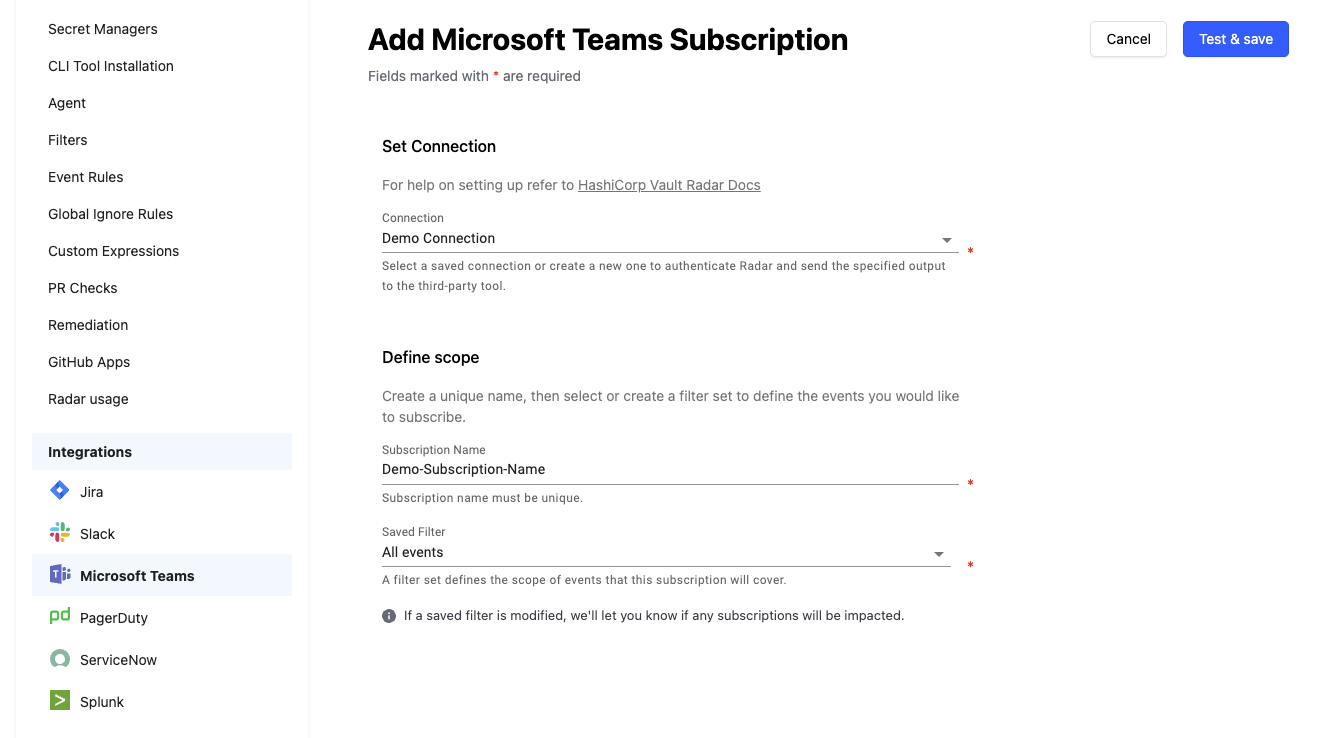 Secret Managers
CLI Tool Installation
Agent
Filters
Event Rules
Global Ignore Rules
Custom Expressions
PR Checks
Remediation
GitHub Apps
Radar usage
Integrations
Jira
Slack
Microsoft Teams
PagerDuty
ServiceNow
Splunk
Add Microsoft Teams Subscription
Cancel
Test & save
Fields marked with * are required
Set Connection
For help on setting up refer to HashiCorp Vault Radar Docs
Connection
Demo Connection
*
Select a saved connection or create a new one to authenticate Radar and send the specified output
to the third-party tool.
Define scope
Create a unique name, then select or create a filter set to define the events you would like
to subscribe.
Subscription Name
Demo-Subscription-Name
*
Subscription name must be unique.
Saved Filter
All events
*
A filter set defines the scope of events that this subscription will cover.
If a saved filter is modified, we'll let you know if any subscriptions will be impacted.